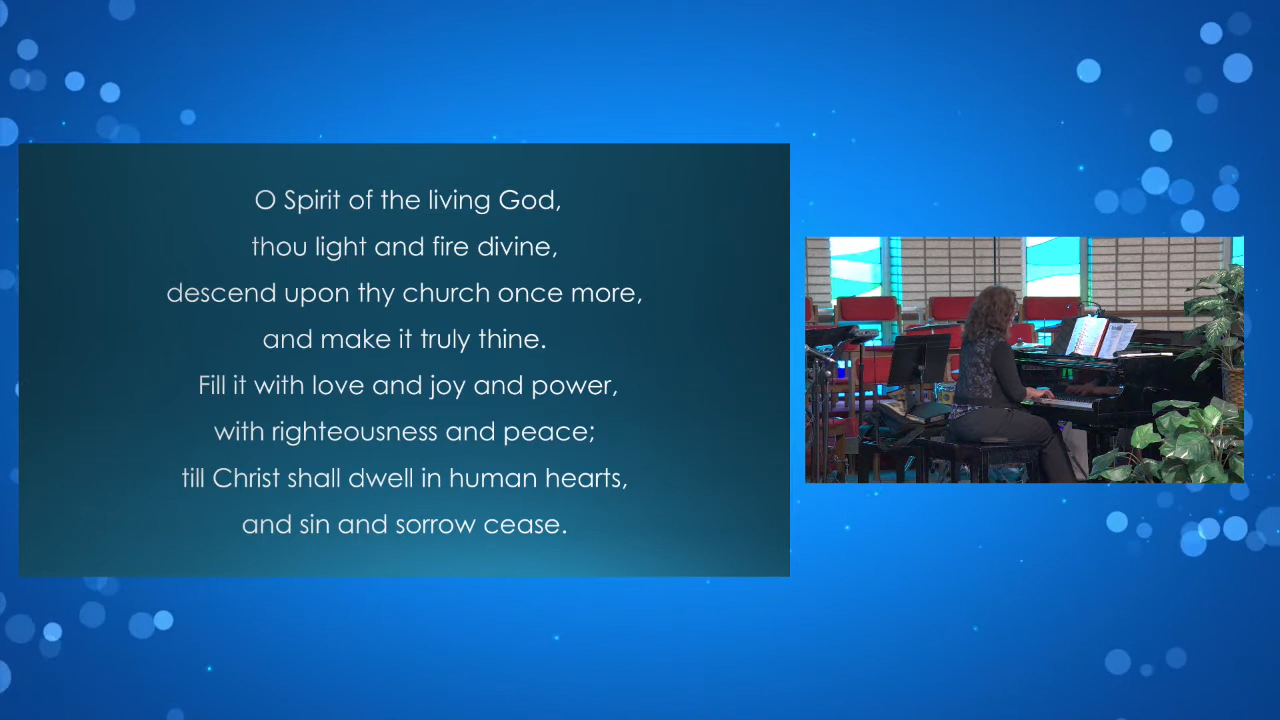 O Spirit of the living God,
thou light and fire divine,
descend upon thy church once more,
and make it truly thine.
Fill it with love and joy and power,
with righteousness and peace;
till Christ shall dwell in human hearts,
and sin and sorrow cease.